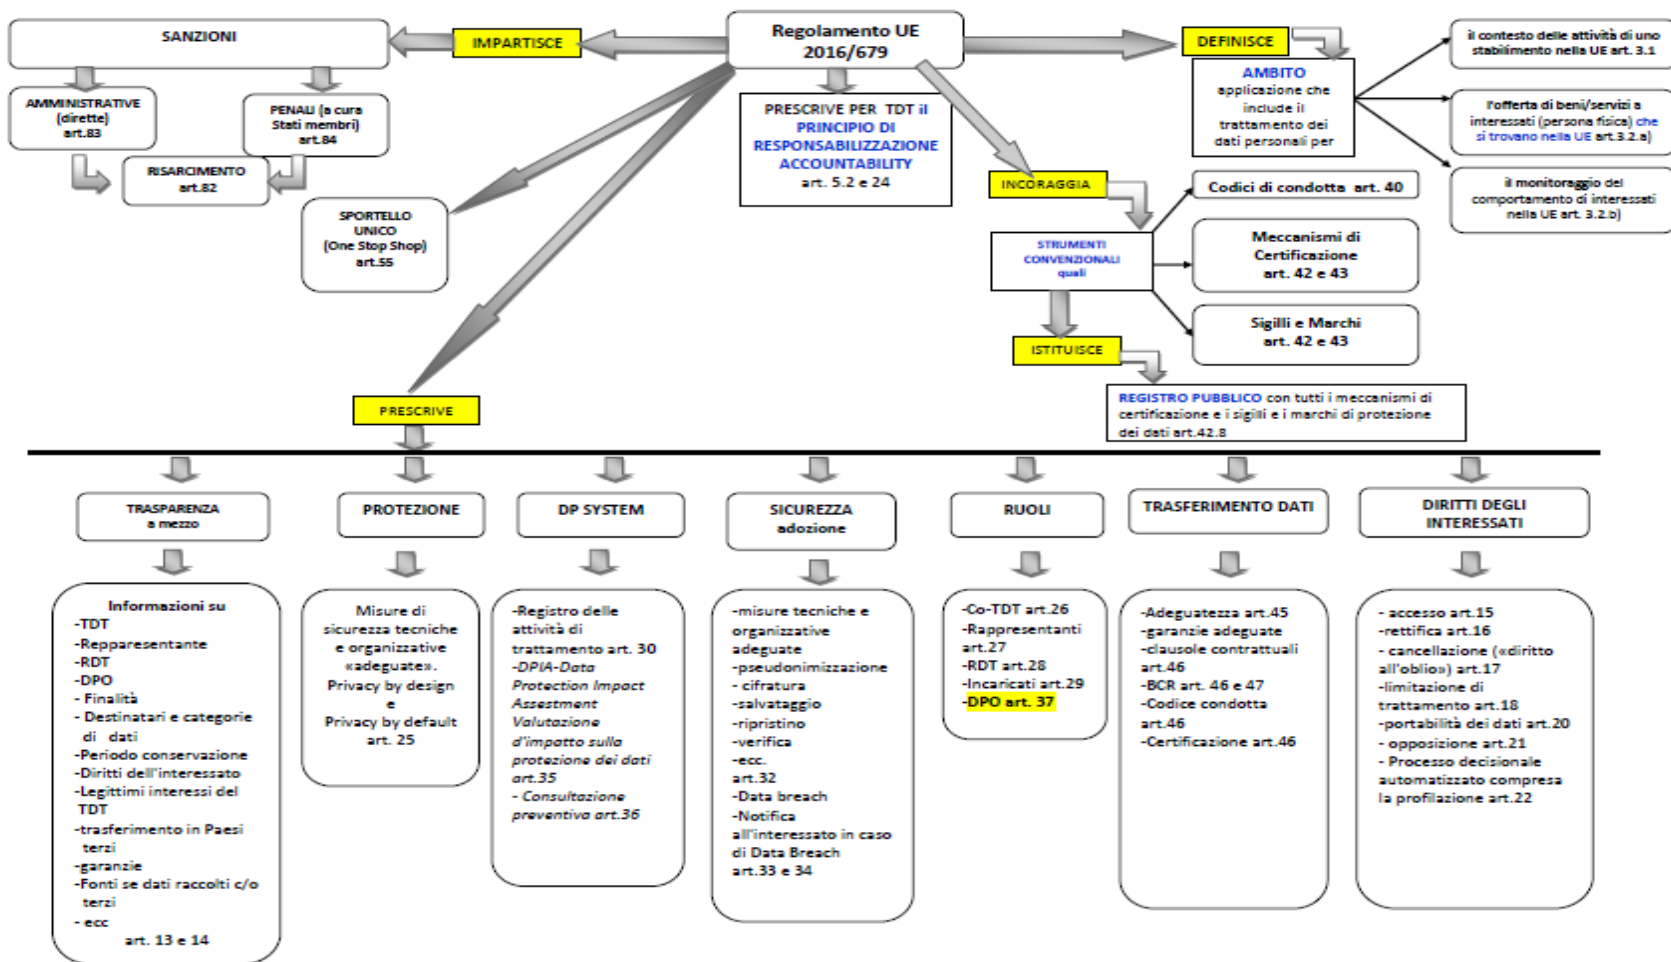 Regolamento UE
2016/679
IMPARTISCE
SANZIONI
AMMINISTRATIVE
(dirette)
art.83
PENALI (a cura
Stati membri)
art.84
RISARCIMENTO
art.82
SPORTELLO
UNICO
(One Stop Shop)
art.55
PRESCRIVE PER TDT il
PRINCIPIO DI
RESPONSABILIZZAZIONE
ACCOUNTABILITY
art. 5.2 e 24
DEFINISCE
AMBITO
applicazione che
include il
trattamento dei
dati personali per
il contesto delle attività di uno
stabilimento nella UE art. 3.1
l'offerta di beni/servizi a
interessati (persona fisica) che
si trovano nella UE art.3.2.a)
il monitoraggio del
comportamento di interessati
nella UE art. 3.2.b)
INCORAGGIA
STRUMENTI
CONVENZIONALI
quali
Codici di condotta art. 40
Meccanismi di
Certificazione
art. 42 e 43
Sigilli e Marchi
art. 42 e 43
ISTITUISCE
REGISTRO PUBBLICO con tutti i meccanismi di
certificazione e i sigilli e i marchi di protezione
dei dati art.42.8
PRESCRIVE
TRASPARENZA
a mezzo
Informazioni su
-TDT
-Repparesentante
-RDT
-DPO
- Finalità
- Destinatari e categorie
di dati
-Periodo conservazione
-Diritti dell'interessato
-Legittimi interessi del
TDT
-trasferimento in Paesi
terzi
-garanzie
-Fonti se dati raccolti c/o
terzi
- ecc
art. 13 e 14
PROTEZIONE
Misure di
sicurezza tecniche
e organizzative
«adeguate».
Privacy by design
e
Privacy by default
art. 25
DP SYSTEM
-Registro delle
attività di
trattamento art. 30
-DPIA-Data
Protection Impact
Assestment
Valutazione
d'impatto sulla
protezione dei dati
art.35
- Consultazione
preventiva art.36
SICUREZZA
adozione
-misure tecniche e
organizzative
adeguate
-pseudonimizzazione
- cifratura
-salvataggio
-ripristino
-verifica
-ecc.
art.32
-Data breach
-Notifica
all'interessato in caso
di Data Breach
art.33 e 34
RUOLI
-Co-TDT art.26
-Rappresentanti
art.27
-RDT art.28
-Incaricati art.29
-DPO art. 37
TRASFERIMENTO DATI
-Adeguatezza art.45
-garanzie adeguate
-clausole contrattuali
art.46
-BCR art. 46 e 47
-Codice condotta
art.46
-Certificazione art.46
DIRITTI DEGLI
INTERESSATI
- accesso art.15
-rettifica art.16
- cancellazione («diritto
all'oblio») art.17
-limitazione di
trattamento art.18
-portabilità dei dati art.20
- opposizione art.21
- Processo decisionale
automatizzato compresa
la profilazione art.22